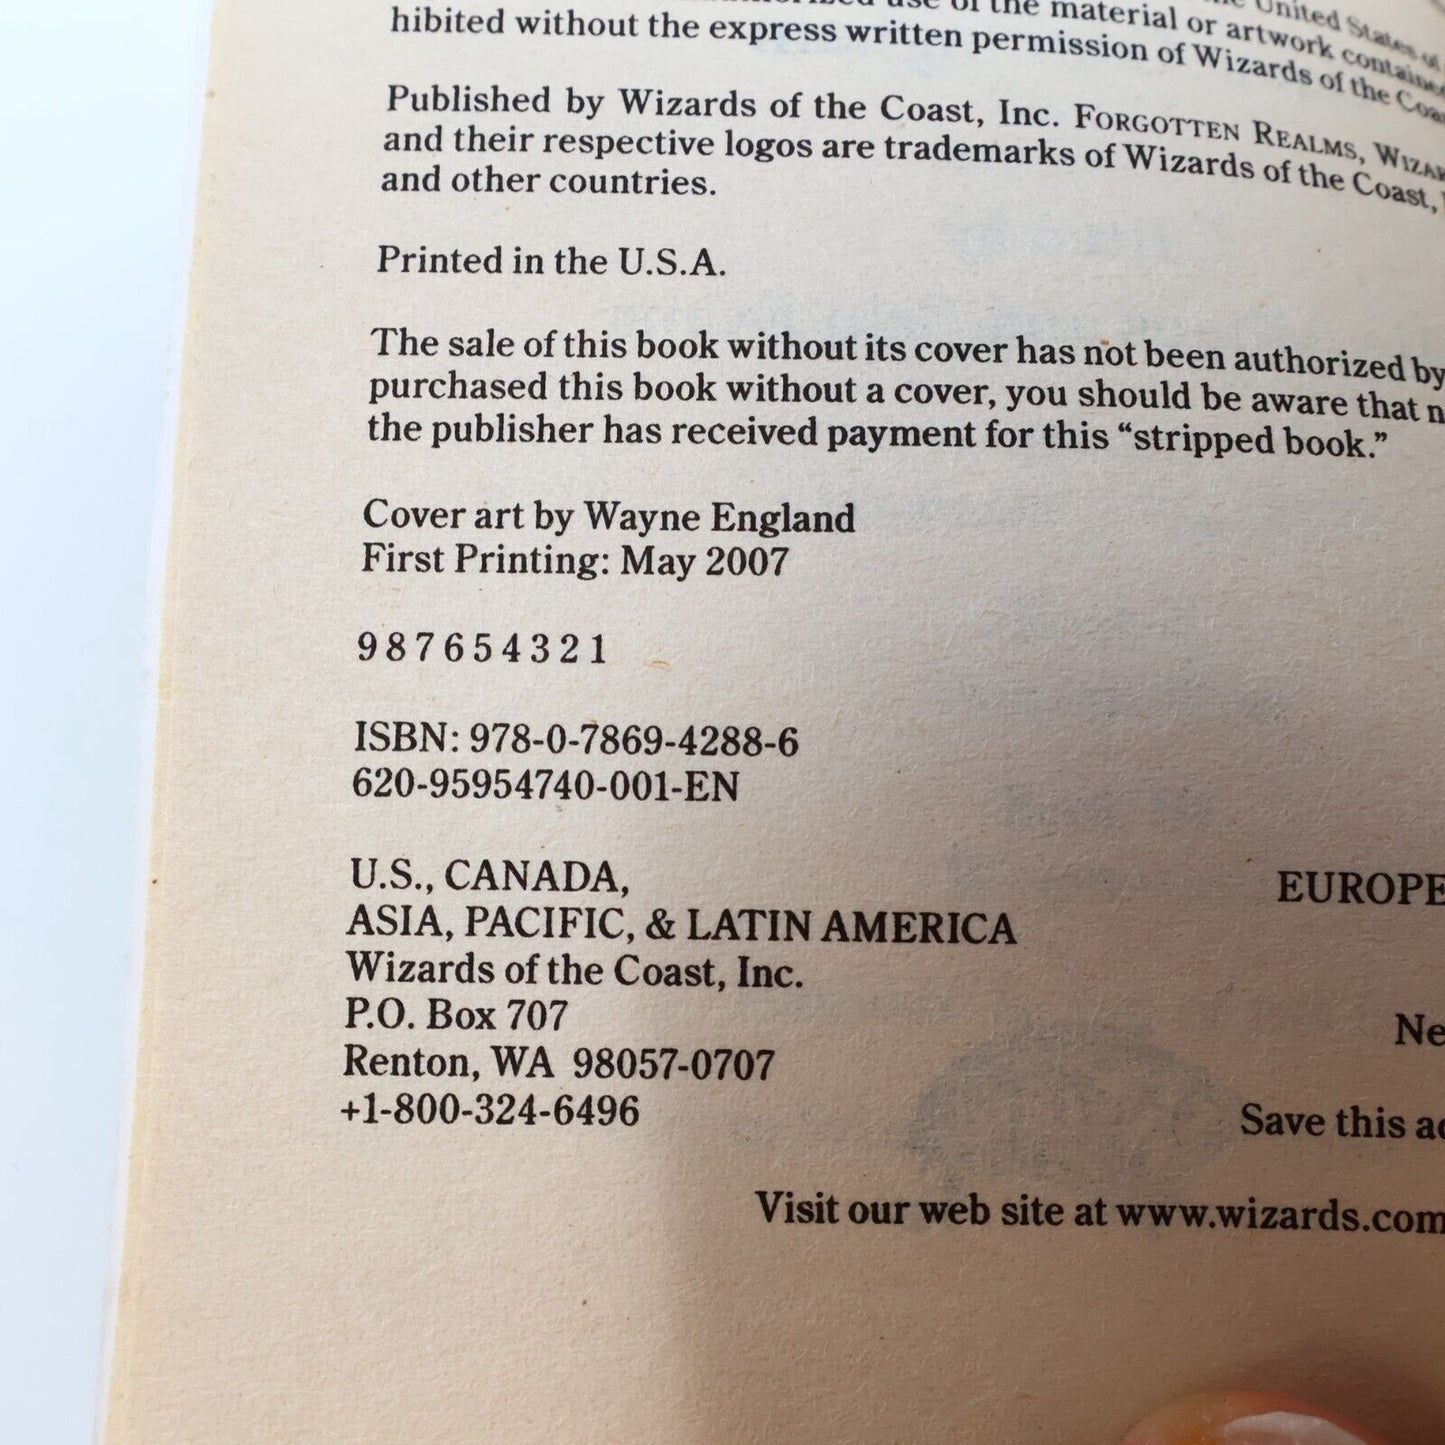 use of the material or artwork
hibited without the express written permission of Wizards of the
Published by Wizards of the Coast, Inc. FORGOTTEN REALMS,
and their respective logos are trademarks of Wizards of the Coast,
and other countries.
Printed in the U.S.A.
The sale of this book without its cover has not been authorized by
purchased this book without a cover, you should be aware that n
the publisher has received payment for this “stripped book.”
Cover art by Wayne England
First Printing: May 2007
9 8 7 6 5 4 3 2 1
ISBN: 978-0-7869-4288-6
620-95954740-001-EN
U.S., CANADA,
ASIA, PACIFIC, & LATIN AMERICA
Wizards of the Coast, Inc.
P.O. Box 707
Renton, WA 98057-0707
+1-800-324-6496
EUROPE
Ne
Save this
Visit our web site at www.wizards.com